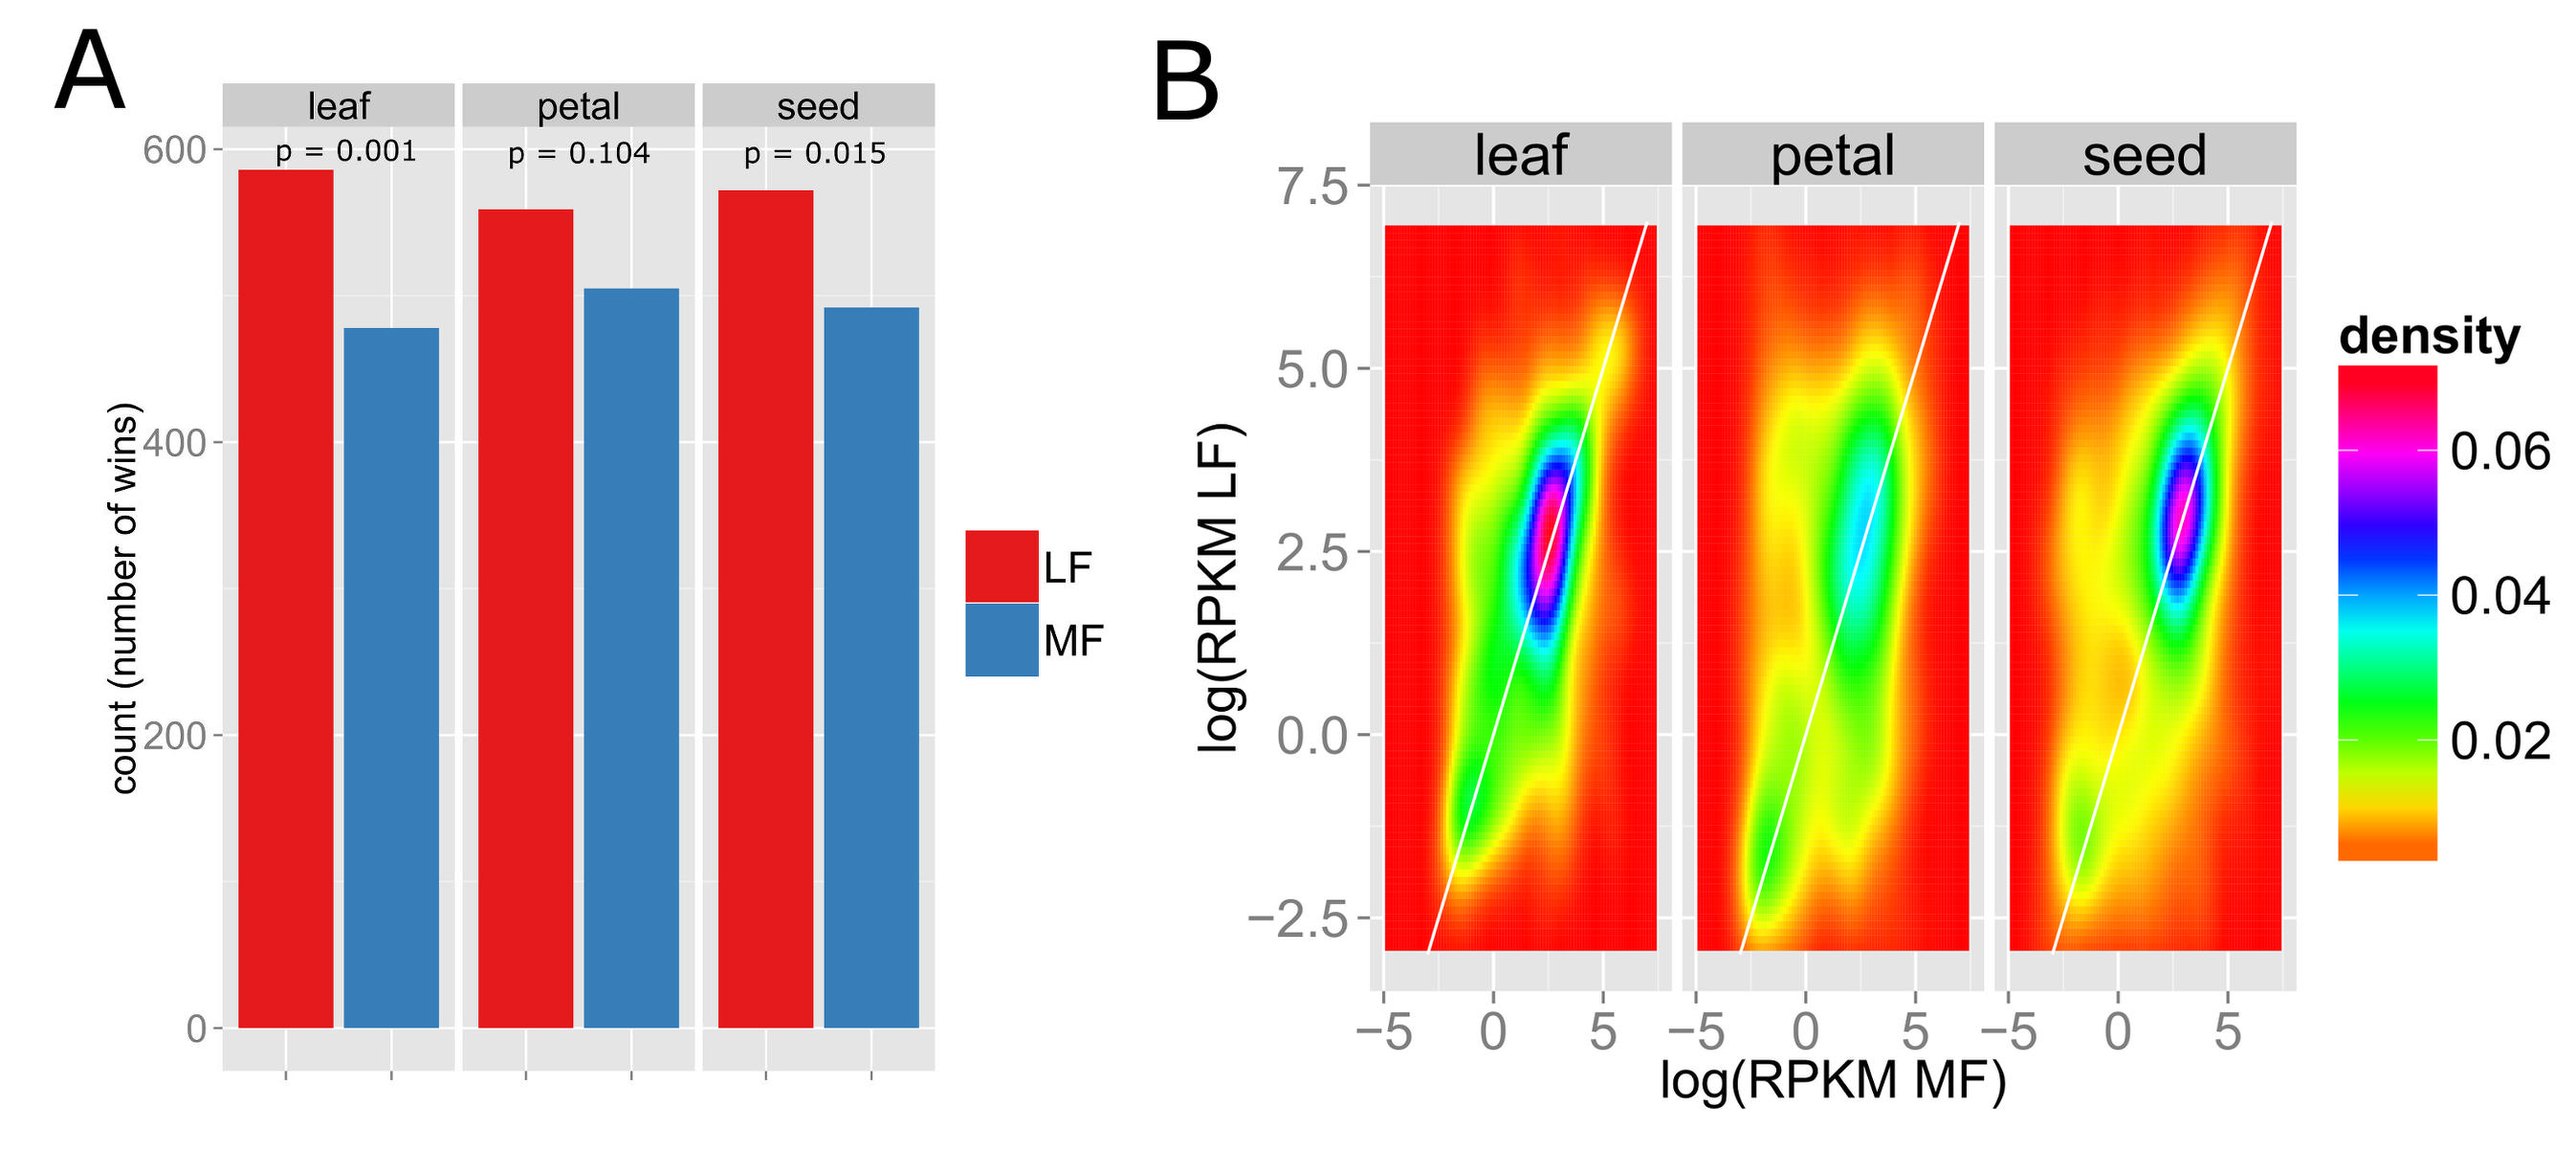 A
leaf petal seed
p = 0.001 p = 0.104 p = 0.015
600
400
200
0
count (number of wins)
LF
MF
B
leaf petal seed
7.5
5.0
2.5
0.0
−2.5
log(RPKM LF)
−5 0 5 −5 0 5 −5 0 5
log(RPKM MF)
density
0.06
0.04
0.02